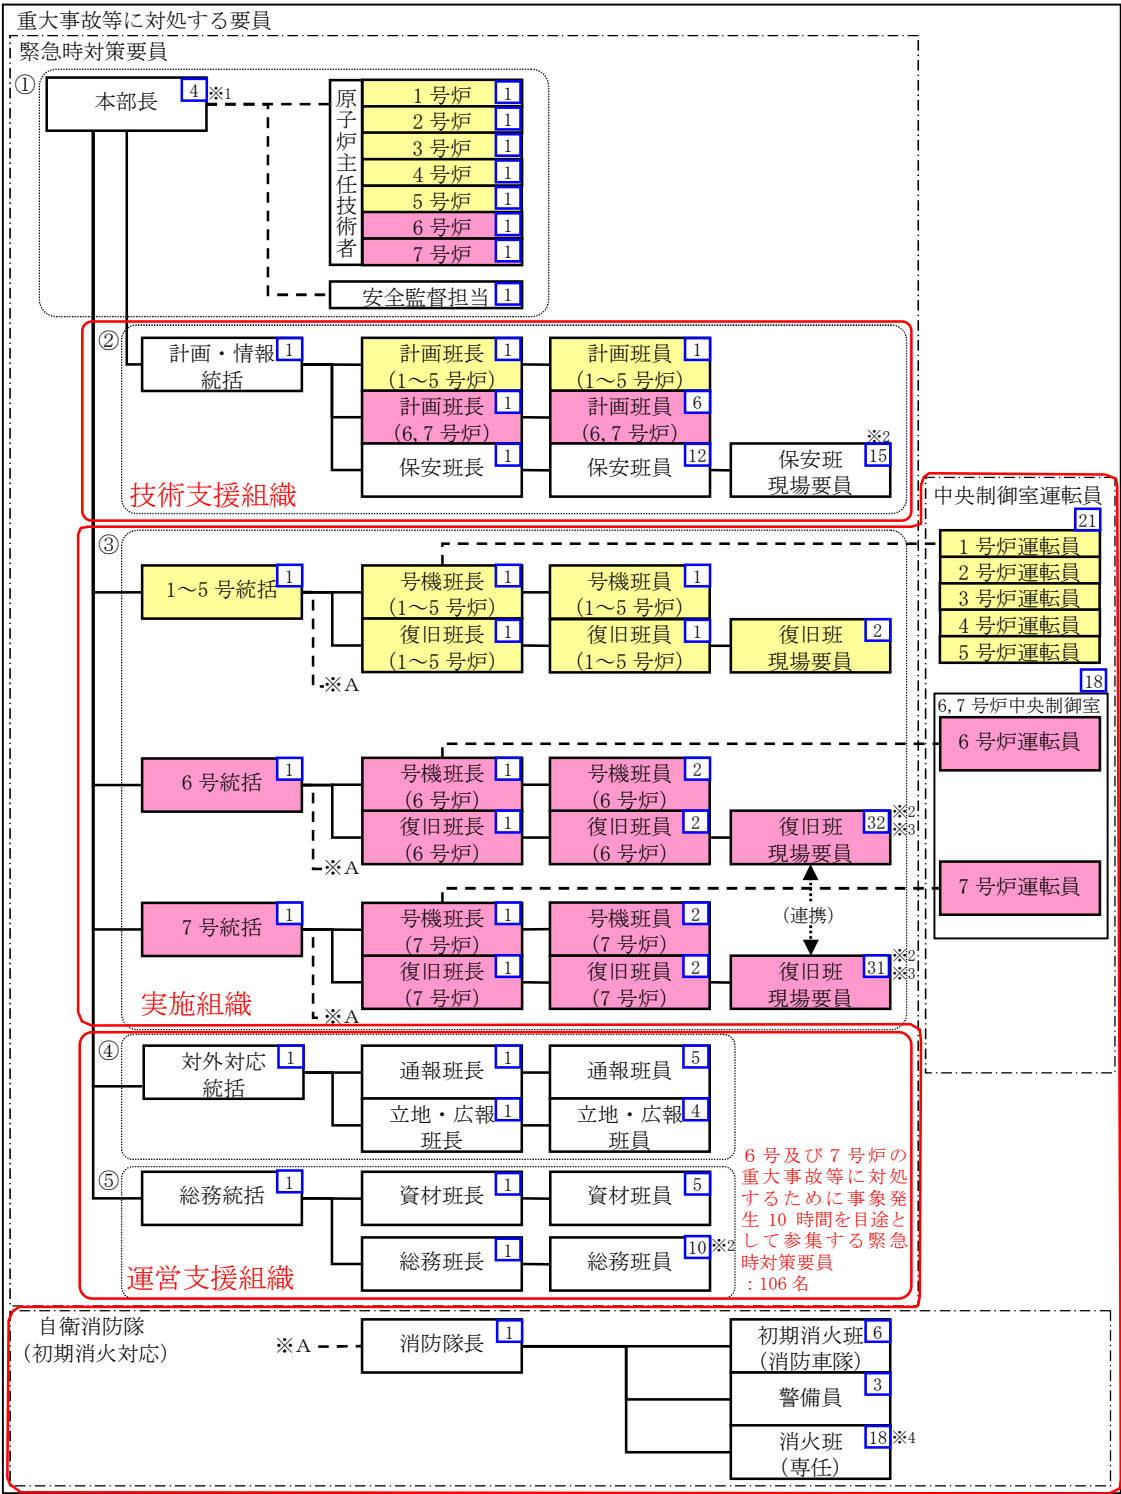 重大事故等に対処する要員
緊急時対策要員
①
本部長
4
※1
原子炉主任技術者
1号炉
1
2号炉
1
3号炉
1
4号炉
1
5号炉
1
6号炉
1
7号炉
1
安全監督担当
1
②
計画・情報
統括
1
計画班長
(1～5号炉)
1
計画班員
(1～5号炉)
1
計画班長
(6,7号炉)
1
計画班員
(6,7号炉)
6
保安班長
1
保安班員
12
※2
保安班
現場要員
15
技術支援組織
中央制御室運転員
21
1号炉運転員
2号炉運転員
3号炉運転員
4号炉運転員
5号炉運転員
18
6,7号炉中央制御室
6号炉運転員
7号炉運転員
③
1～5号統括
1
※A
号機班長
(1～5号炉)
1
号機班員
(1～5号炉)
1
復旧班長
(1～5号炉)
1
復旧班員
(1～5号炉)
1
復旧班
現場要員
2
6号統括
1
※A
号機班長
(6号炉)
1
号機班員
(6号炉)
2
復旧班長
(6号炉)
1
復旧班員
(6号炉)
2
復旧班
現場要員
32
※2
※3
(連携)
7号統括
1
※A
号機班長
(7号炉)
1
号機班員
(7号炉)
2
復旧班長
(7号炉)
1
復旧班員
(7号炉)
2
復旧班
現場要員
31
※2
※3
実施組織
④
対外対応
統括
1
通報班長
1
通報班員
5
立地・広報
班長
1
立地・広報
班員
4
⑤
総務統括
1
資材班長
1
資材班員
5
総務班長
1
総務班員
10
※2
運営支援組織
6号及び7号炉の
重大事故等に対処
するために事象発
生10時間を目途と
して参集する緊急
時対策要員
：106名
自衛消防隊
(初期消火対応)
※A
消防隊長
1
初期消火班
(消防車隊)
6
警備員
3
消火班
(専任)
18
※4